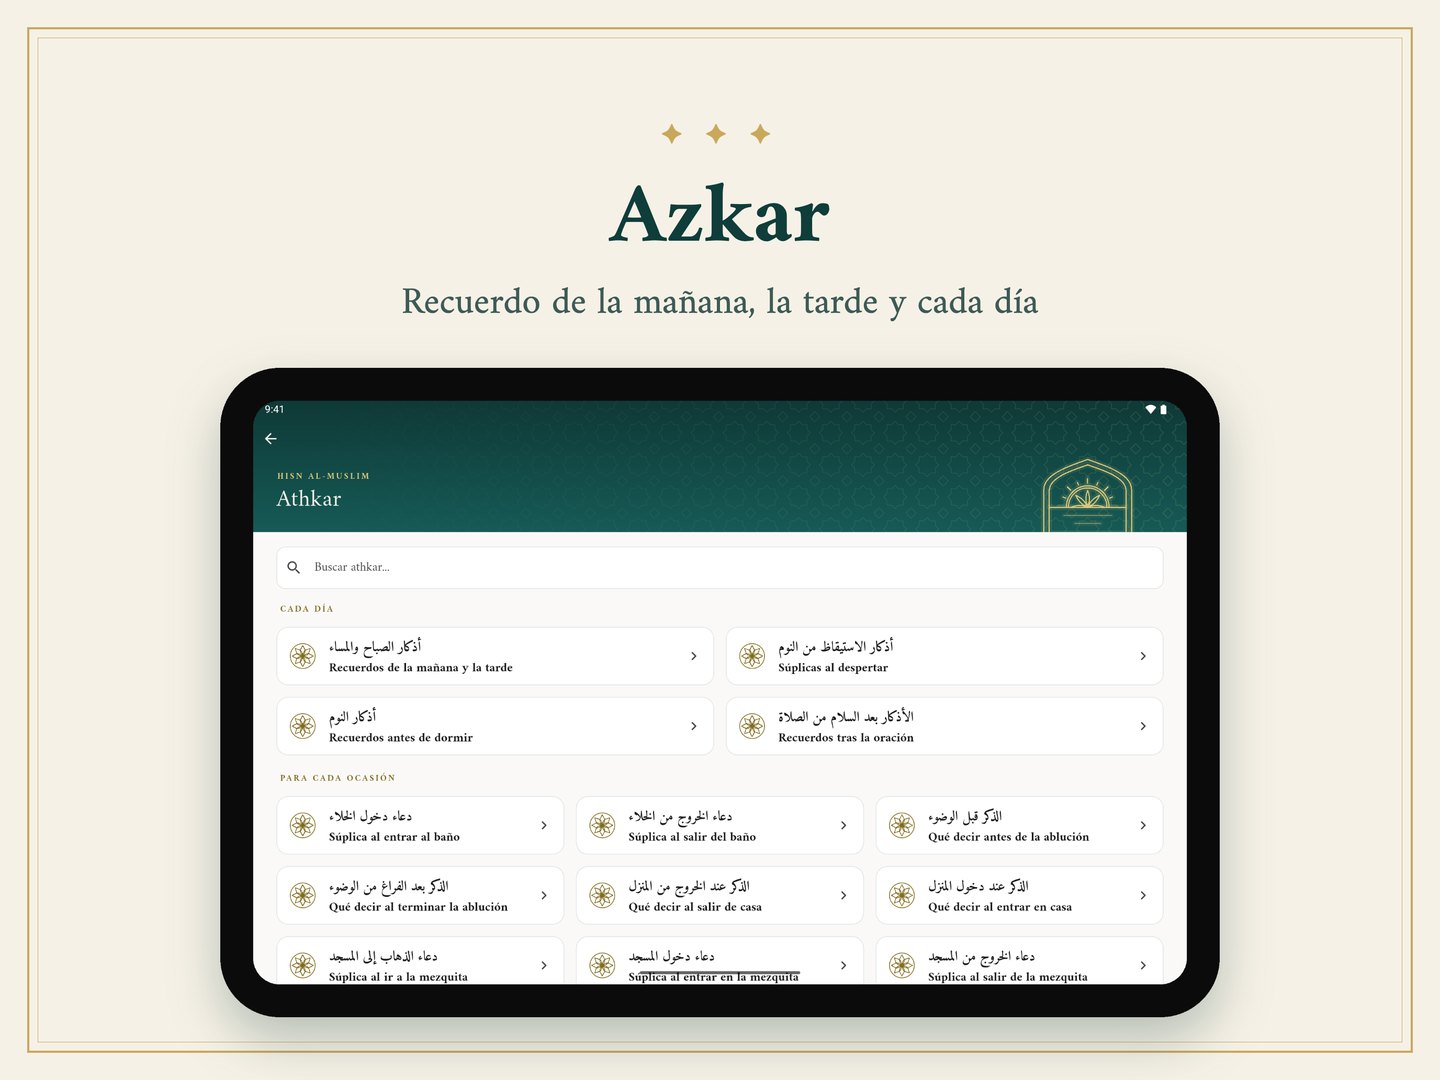 Azkar
Recuerdo de la mañana, la tarde y cada día
9:41
HISN AL-MUSLIM
Athkar
Buscar athkar...
CADA DÍA
أذكار الصباح والمساء
Recuerdos de la mañana y la tarde
أذكار الاستيقاظ من النوم
Súplicas al despertar
أذكار النوم
Recuerdos antes de dormir
الأذكار بعد السلام من الصلاة
Recuerdos tras la oración
PARA CADA OCASIÓN
دعاء دخول الخلاء
Súplica al entrar al baño
دعاء الخروج من الخلاء
Súplica al salir del baño
الذكر قبل الوضوء
Qué decir antes de la ablución
الذكر بعد الفراغ من الوضوء
Qué decir al terminar la ablución
الذكر عند الخروج من المنزل
Qué decir al salir de casa
الذكر عند دخول المنزل
Qué decir al entrar en casa
دعاء الذهاب إلى المسجد
Súplica al ir a la mezquita
دعاء دخول المسجد
Súplica al entrar en la mezquita
دعاء الخروج من المسجد
Súplica al salir de la mezquita